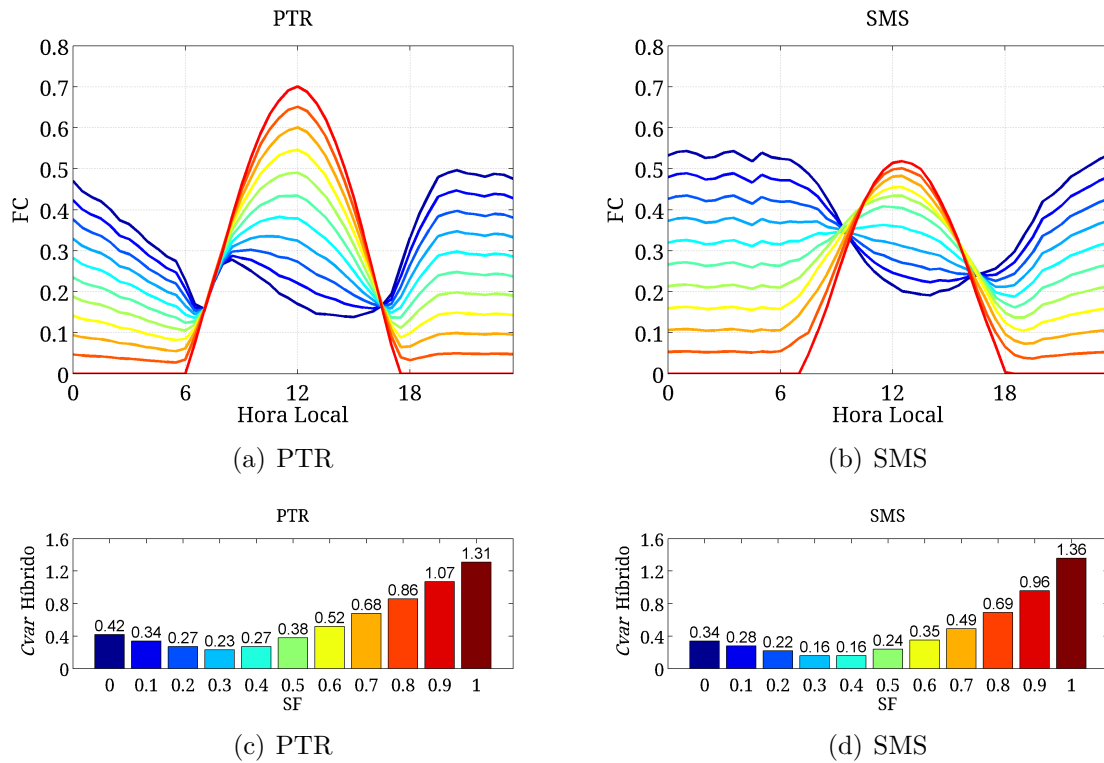 PTR
0.8
0.7
0.6
0.5
0.4
0.3
0.2
0.1
0
FC
0 6 12 18
Hora Local
(a) PTR
SMS
0.8
0.7
0.6
0.5
0.4
0.3
0.2
0.1
0
FC
0 6 12 18
Hora Local
(b) SMS
PTR
1.6
1.2
0.8
0.4
0
Cvar Híbrido
0.42 0.34 0.27 0.23 0.27 0.38 0.52 0.68 0.86 1.07 1.31
0 0.1 0.2 0.3 0.4 0.5 0.6 0.7 0.8 0.9 1
SF
(c) PTR
SMS
1.6
1.2
0.8
0.4
0
Cvar Híbrido
0.34 0.28 0.22 0.16 0.16 0.24 0.35 0.49 0.69 0.96 1.36
0 0.1 0.2 0.3 0.4 0.5 0.6 0.7 0.8 0.9 1
SF
(d) SMS